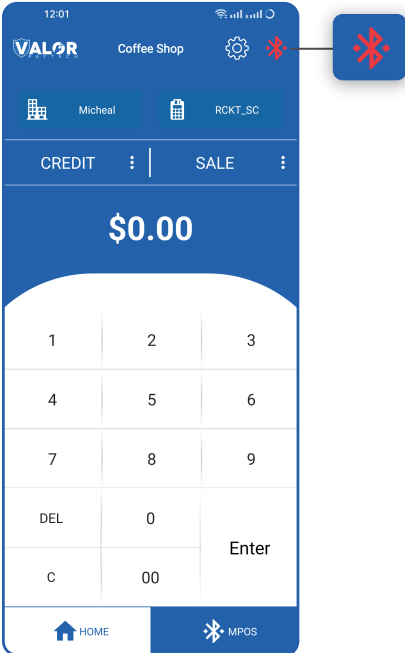 12:01
VALOR
PAYTECH
Coffee Shop
Micheal
RCKT_SC
CREDIT
SALE
$0.00
1 2 3
4 5 6
7 8 9
DEL 0
Enter
C 00
HOME
MPOS